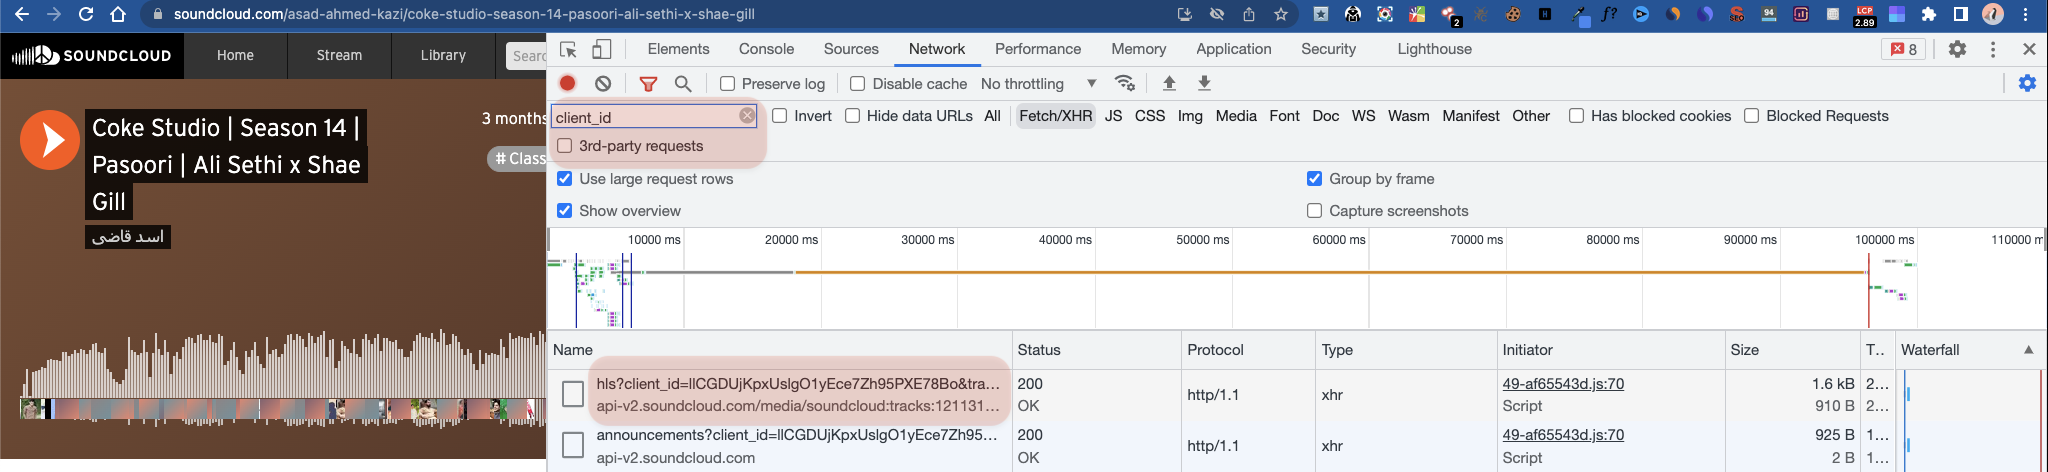 soundcloud.com/asad-ahmed-kazi/coke-studio-season-14-pasoori-ali-sethi-x-shae-gill
2
94
f?
SEO
LCP
2.89
SOUNDCLOUD
Home
Stream
Library
Searc
Coke Studio | Season 14 |
Pasoori | Ali Sethi x Shae
Gill
اسد قاضی
3 months
# Class
Elements
Console
Sources
Network
Performance
Memory
Application
Security
Lighthouse
8
Preserve log
Disable cache
No throttling
client_id
Invert
Hide data URLs
All
Fetch/XHR
JS
CSS
Img
Media
Font
Doc
WS
Wasm
Manifest
Other
Has blocked cookies
Blocked Requests
3rd-party requests
Use large request rows
Group by frame
Show overview
Capture screenshots
10000 ms
20000 ms
30000 ms
40000 ms
50000 ms
60000 ms
70000 ms
80000 ms
90000 ms
100000 ms
110000 m
Name
Status
Protocol
Type
Initiator
Size
T...
Waterfall
hls?client_id=llCGDUjKpxUslgO1yEce7Zh95PXE78Bo&tra...
api-v2.soundcloud.com/media/soundcloud:tracks:121131...
200
OK
http/1.1
xhr
49-af65543d.js:70
Script
1.6 kB
910 B
2...
2...
announcements?client_id=llCGDUjKpxUslgO1yEce7Zh95...
api-v2.soundcloud.com
200
OK
http/1.1
xhr
49-af65543d.js:70
Script
925 B
2 B
1...
1...